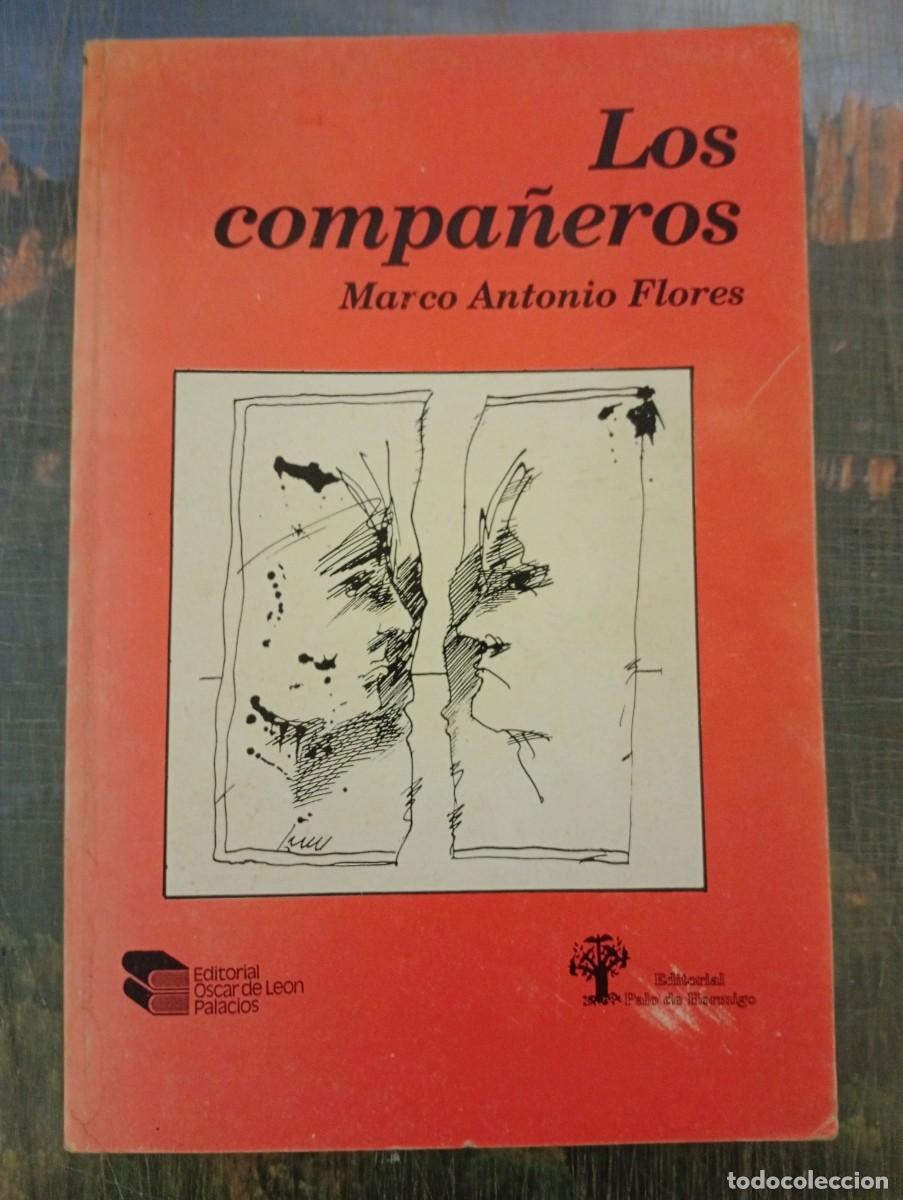 Los
compañeros
Marco Antonio Flores
Editorial
Oscar de Leon
Palacios
Editorial
Palo de Hormigo
todocoleccion